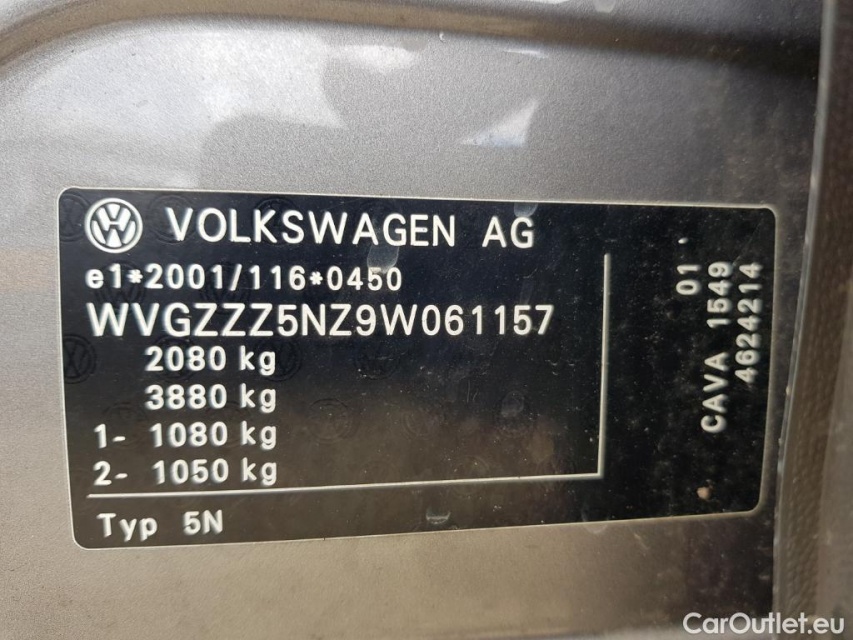 VOLKSWAGEN AG
e1*2001/116*0450
WVGZZZ5NZ9W061157
2080 kg
3880 kg
1- 1080 kg
2- 1050 kg
Typ 5N
01
CAVA 1549
4624214
CarOutlet.eu